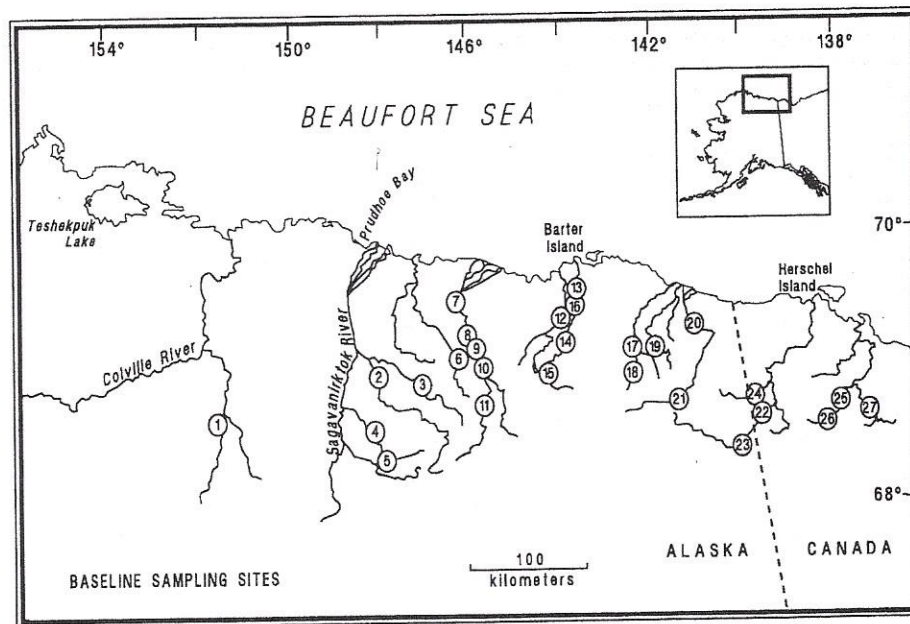 154°
150°
146°
142°
138°
BEAUFORT SEA
Prudhoe Bay
Teshekpuk
Lake
70°
Barter
Island
Herschel
Island
13
7
16
12
20
8
14
17
19
9
6
10
Colville River
Sagavanirktok River
2
3
15
18
24
25
21
11
22
27
26
1
4
23
5
68°
100
kilometers
ALASKA
CANADA
BASELINE SAMPLING SITES